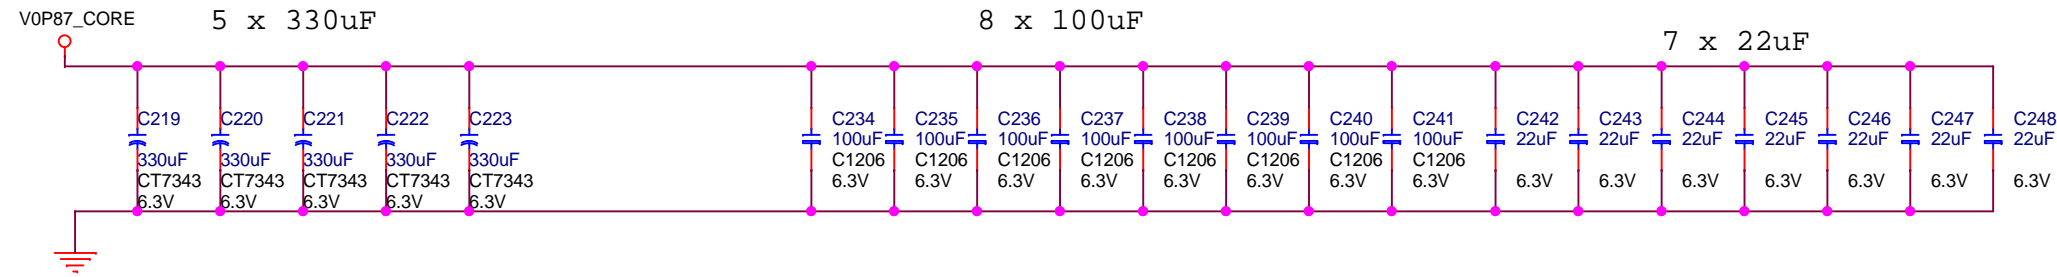 V0P87_CORE
5 x 330uF
8 x 100uF
7 x 22uF
C219
330uF
CT7343
6.3V
C220
330uF
CT7343
6.3V
C221
330uF
CT7343
6.3V
C222
330uF
CT7343
6.3V
C223
330uF
CT7343
6.3V
C234
100uF
C1206
6.3V
C235
100uF
C1206
6.3V
C236
100uF
C1206
6.3V
C237
100uF
C1206
6.3V
C238
100uF
C1206
6.3V
C239
100uF
C1206
6.3V
C240
100uF
C1206
6.3V
C241
100uF
C1206
6.3V
C242
22uF
6.3V
C243
22uF
6.3V
C244
22uF
6.3V
C245
22uF
6.3V
C246
22uF
6.3V
C247
22uF
6.3V
C248
22uF
6.3V